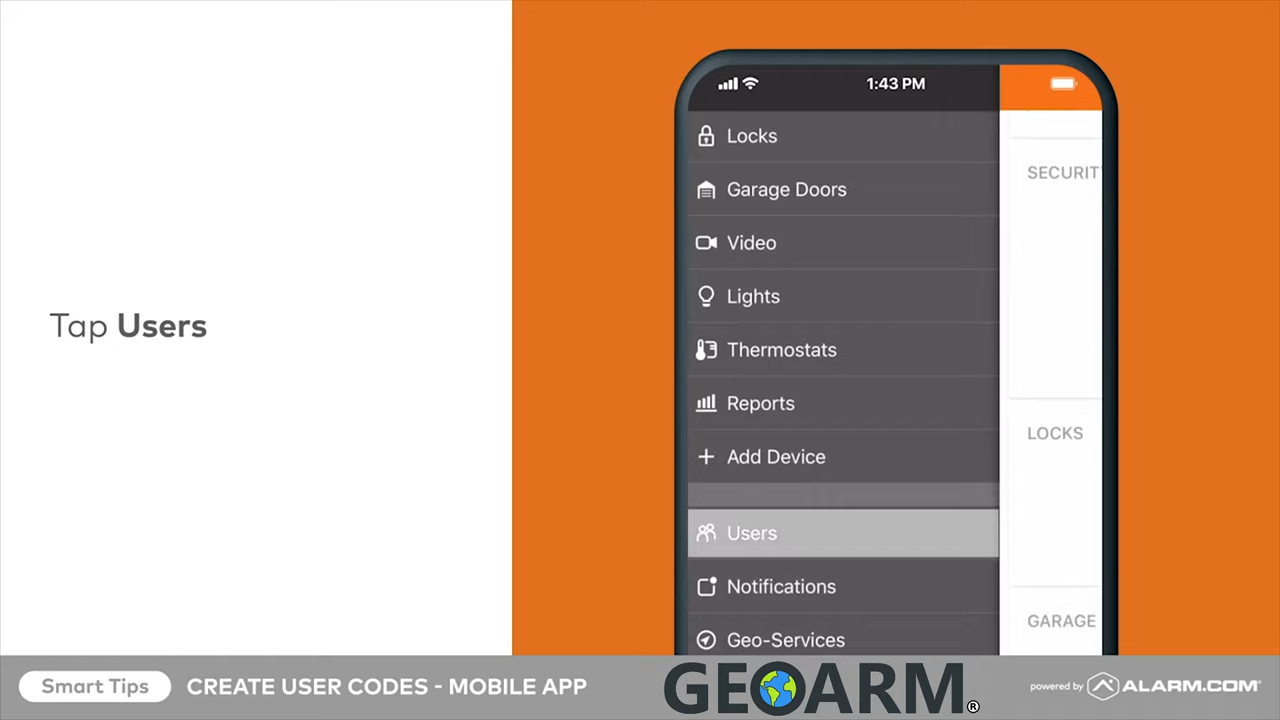 Tap Users
1:43 PM
Locks
Garage Doors
Video
Lights
Thermostats
Reports
Add Device
Users
Notifications
Geo-Services
SECURIT
LOCKS
GARAGE
Smart Tips
CREATE USER CODES - MOBILE APP
GEOARM®
powered by ALARM.COM®